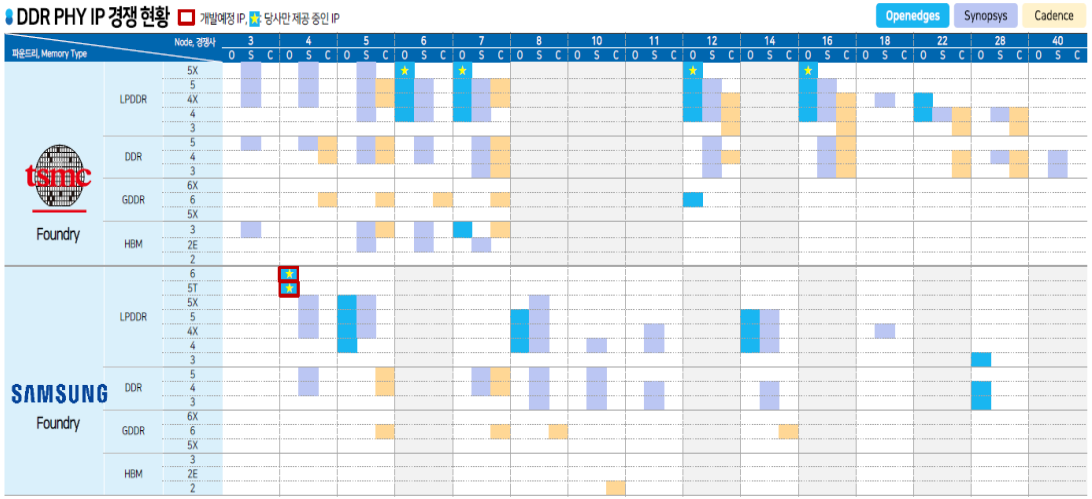 DDR PHY IP 경쟁 현황 개발예정 IP, 당사만 제공 중인 IP Openedges Synopsys Cadence
Node, 경쟁사 3 4 5 6 7 8 10 11 12 14 16 18 22 28 40
파운드리, Memory Type O S C O S C O S C O S C O S C O S C O S C O S C O S C O S C O S C O S C O S C O S C O S C
tsmc
Foundry
LPDDR
5X
5
4X
4
3
DDR
5
4
3
GDDR
6X
6
5X
HBM
3
2E
2
SAMSUNG
Foundry
LPDDR
6
5T
5X
5
4X
4
3
DDR
5
4
3
GDDR
6X
6
5X
HBM
3
2E
2